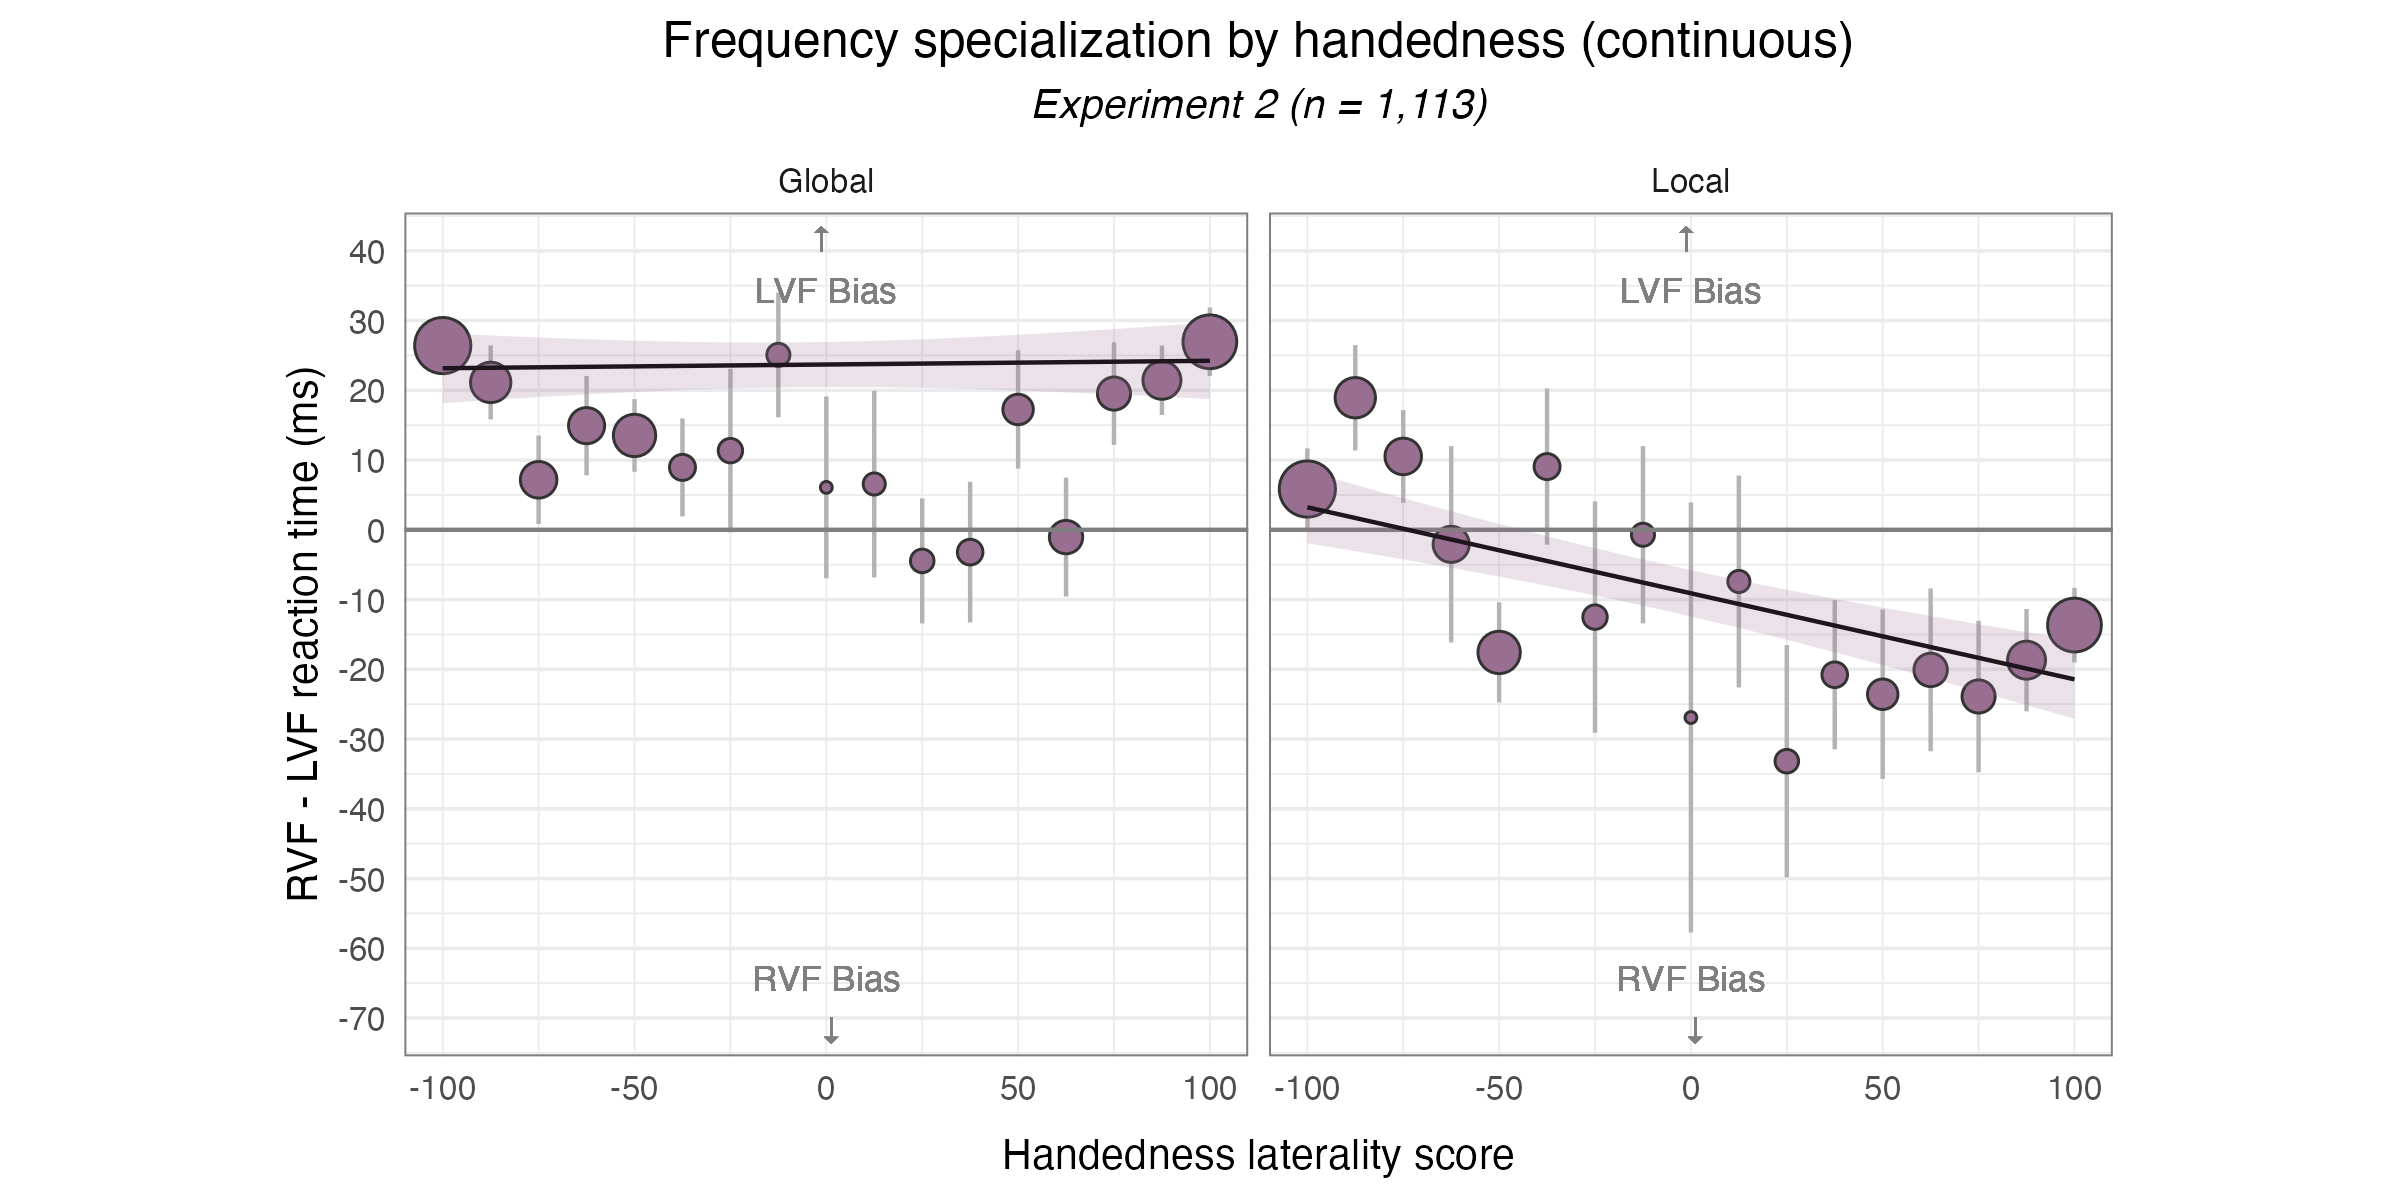 Frequency specialization by handedness (continuous)
Experiment 2 (n = 1,113)
Global
Local
RVF - LVF reaction time (ms)
40
30
20
10
0
-10
-20
-30
-40
-50
-60
-70
LVF Bias
RVF Bias
LVF Bias
RVF Bias
-100 -50 0 50 100
-100 -50 0 50 100
Handedness laterality score